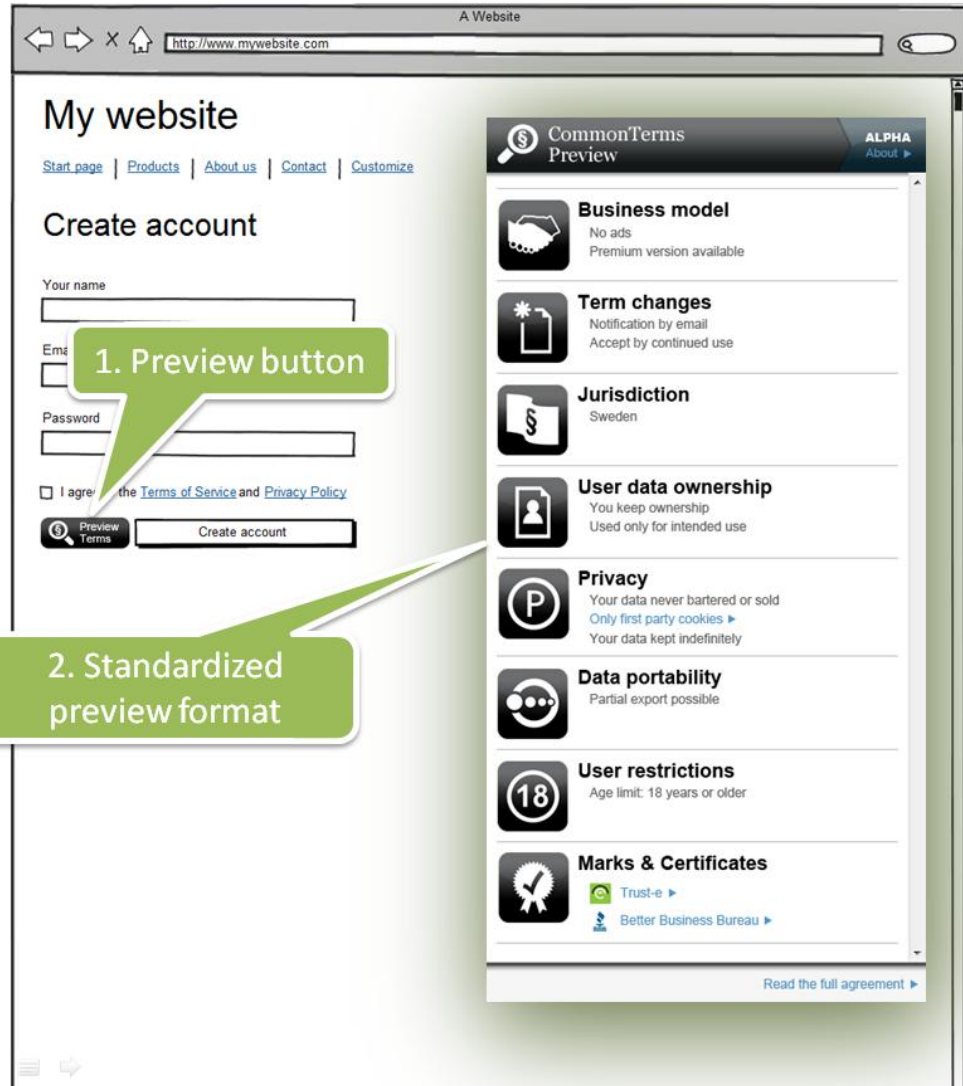 A Website
http://www.mywebsite.com
My website
Start page | Products | About us | Contact | Customize
Create account
Your name
Ema
1. Preview button
Password
I agre the Terms of Service and Privacy Policy
Preview
Terms
Create account
2. Standardized
preview format
CommonTerms
Preview
ALPHA
About ▶
Business model
No ads
Premium version available
Term changes
Notification by email
Accept by continued use
Jurisdiction
§
Sweden
User data ownership
You keep ownership
Used only for intended use
P
Privacy
Your data never bartered or sold
Only first party cookies ▶
Your data kept indefinitely
Data portability
Partial export possible
18
User restrictions
Age limit: 18 years or older
Marks & Certificates
Trust-e ▶
Better Business Bureau ▶
Read the full agreement ▶